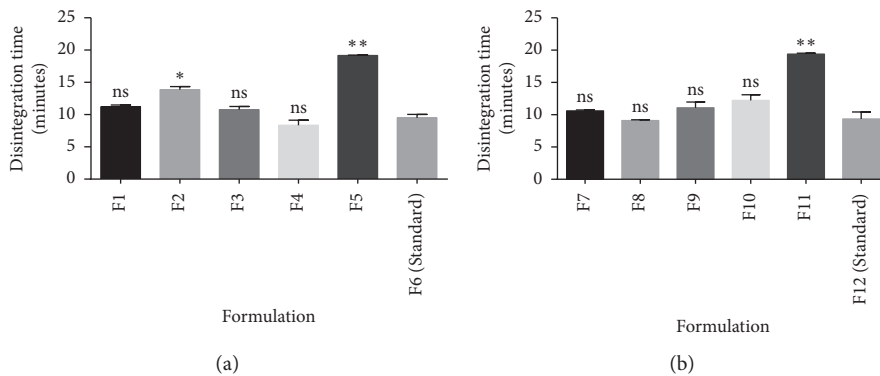 Disintegration time
(minutes)
25
20
15
10
5
0
ns
*
ns
ns
**
F1
F2
F3
F4
F5
F6 (Standard)
Formulation
(a)
Disintegration time
(minutes)
25
20
15
10
5
0
ns
ns
ns
ns
**
F7
F8
F9
F10
F11
F12 (Standard)
Formulation
(b)